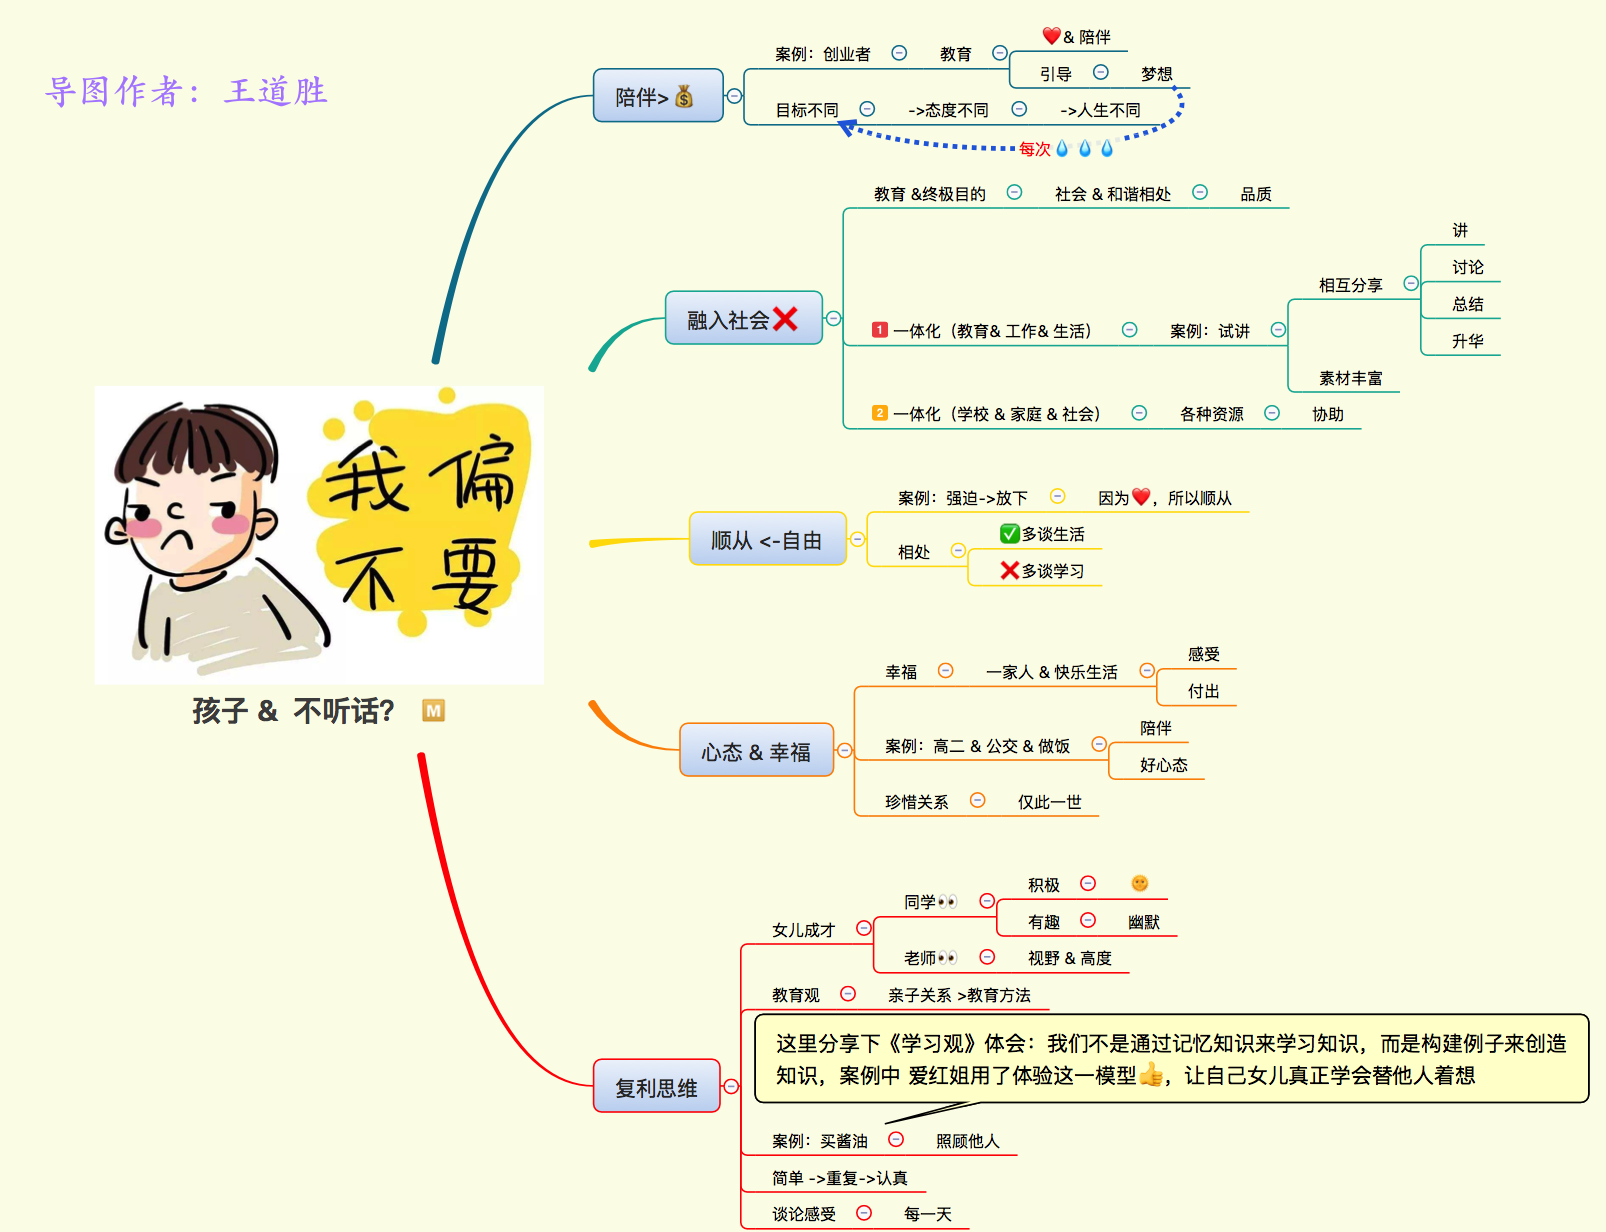 导图作者：王道胜
陪伴>💰
案例：创业者
教育
❤️& 陪伴
引导
梦想
目标不同
->态度不同
->人生不同
每次💧💧💧
融入社会❌
教育 &终极目的
社会 & 和谐相处
品质
1 一体化（教育& 工作& 生活）
案例：试讲
相互分享
讲
讨论
总结
升华
素材丰富
2 一体化（学校 & 家庭 & 社会）
各种资源
协助
我偏
不要
孩子 & 不听话？ M
顺从 <-自由
案例：强迫->放下
因为❤️，所以顺从
相处
✅多谈生活
❌多谈学习
心态 & 幸福
幸福
一家人 & 快乐生活
感受
付出
案例：高二 & 公交 & 做饭
陪伴
好心态
珍惜关系
仅此一世
复利思维
女儿成才
同学👀
积极
🌞
有趣
幽默
老师👀
视野 & 高度
教育观
亲子关系 >教育方法
这里分享下《学习观》体会：我们不是通过记忆知识来学习知识，而是构建例子来创造
知识，案例中 爱红姐用了体验这一模型👍，让自己女儿真正学会替他人着想
案例：买酱油
照顾他人
简单 ->重复->认真
谈论感受
每一天